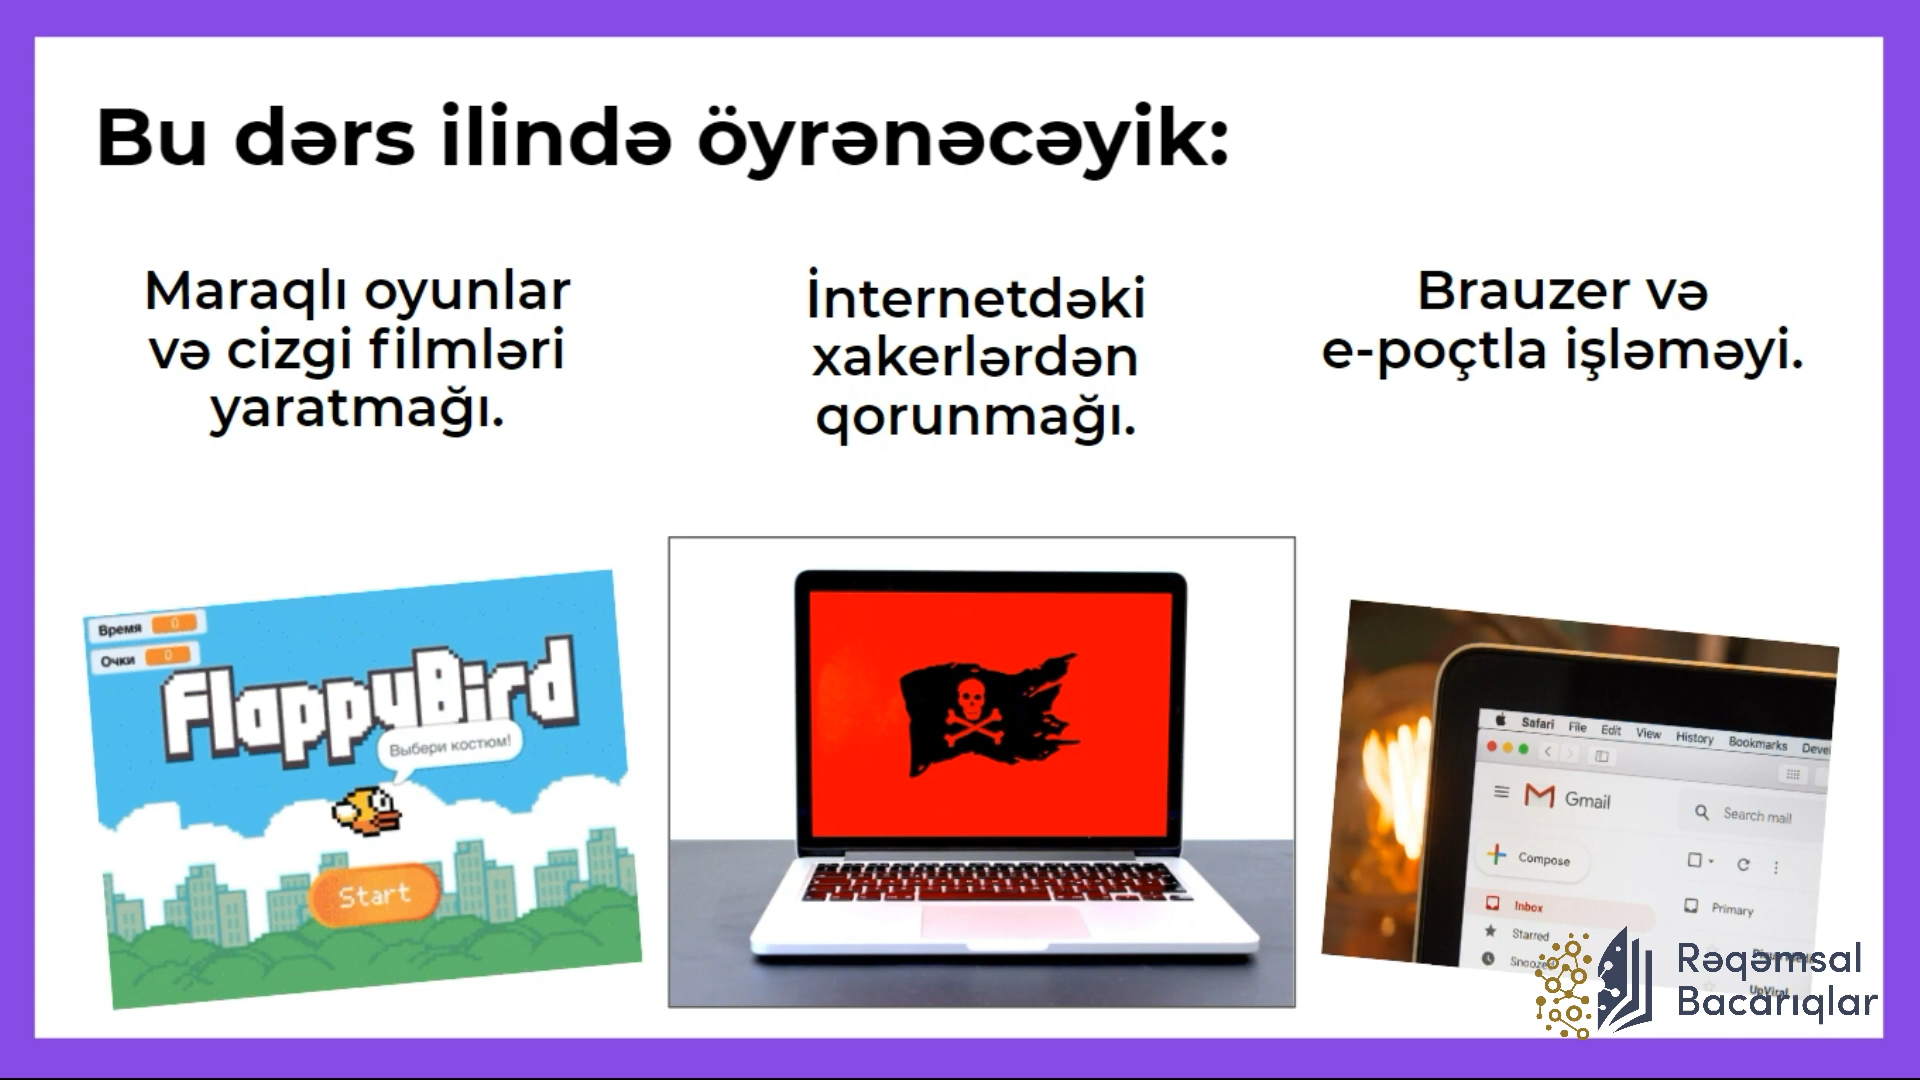 Bu dərs ilində öyrənəcəyik:
Maraqlı oyunlar
və cizgi filmləri
yaratmağı.
İnternetdəki
xakerlərdən
qorunmağı.
Brauzer və
e-poçtla işləməyi.
Время 0
Очки 0
FlappyBird
Выбери костюм!
Start
Safari File Edit View History Bookmarks
Gmail
Search mail
Compose
Inbox
Primary
Starred
Rəqəmsal
Bacarıqlar